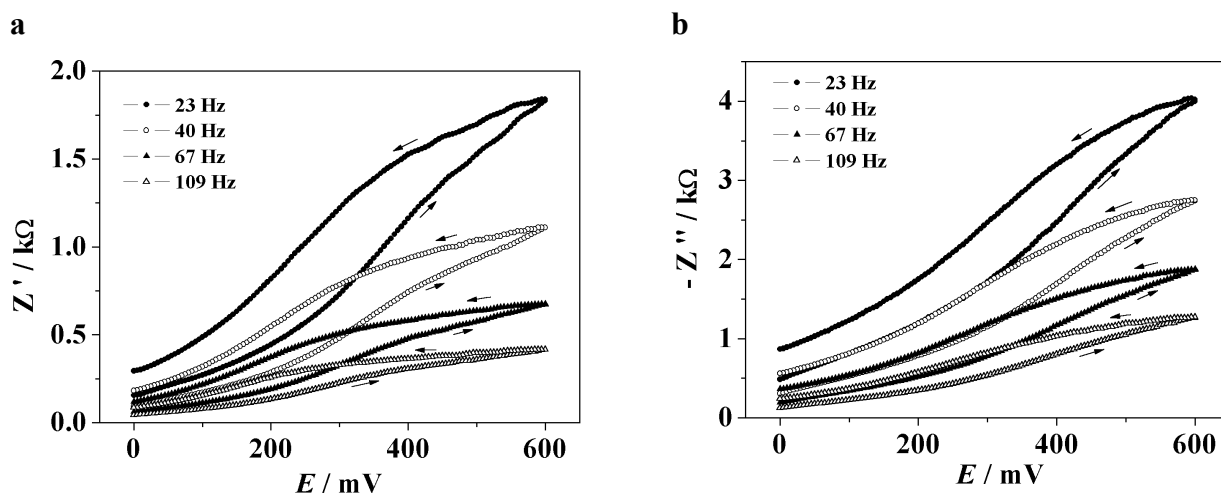 a
2.0
1.5
1.0
0.5
0.0
Z ' / kΩ
23 Hz
40 Hz
67 Hz
109 Hz
0 200 400 600
E / mV
b
4
3
2
1
0
- Z '' / kΩ
23 Hz
40 Hz
67 Hz
109 Hz
0 200 400 600
E / mV